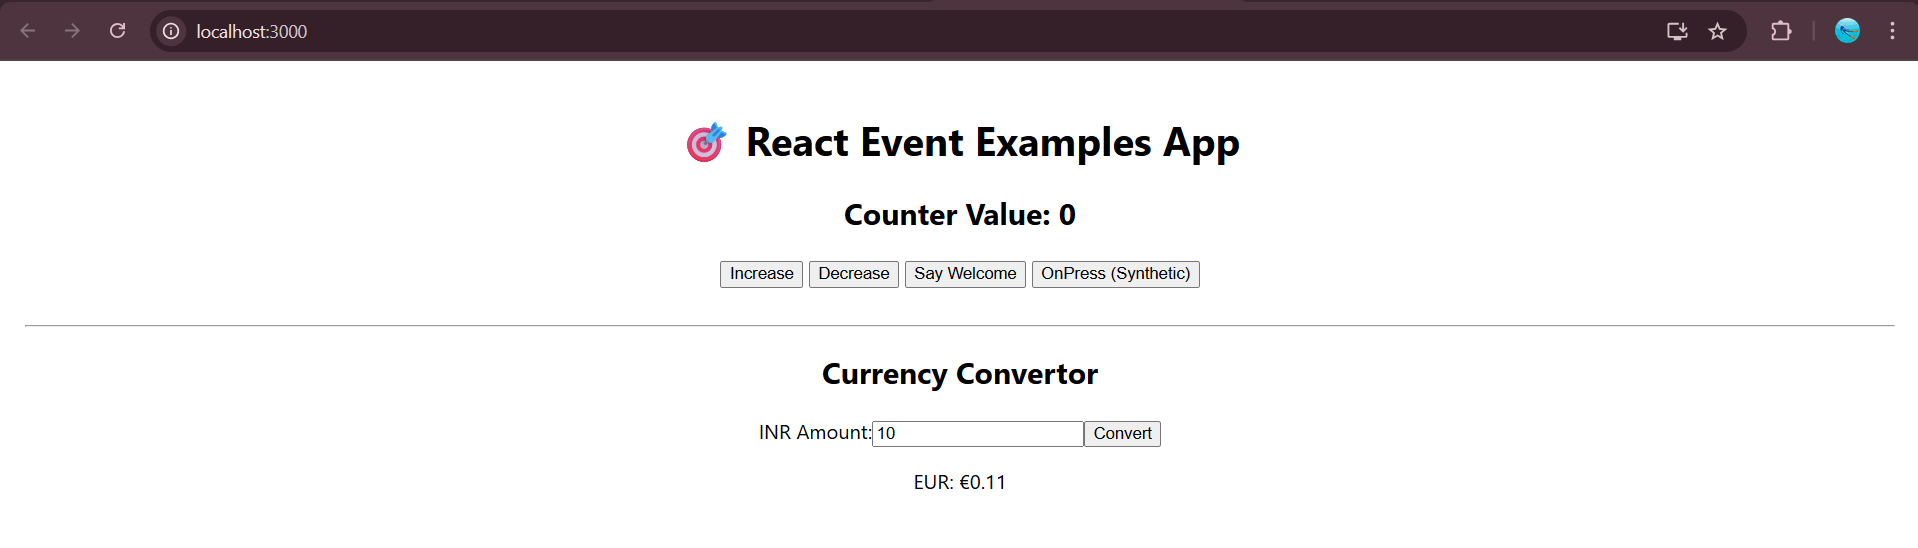 localhost:3000
🎯 React Event Examples App
Counter Value: 0
Increase Decrease Say Welcome OnPress (Synthetic)
Currency Convertor
INR Amount: 10 Convert
EUR: €0.11